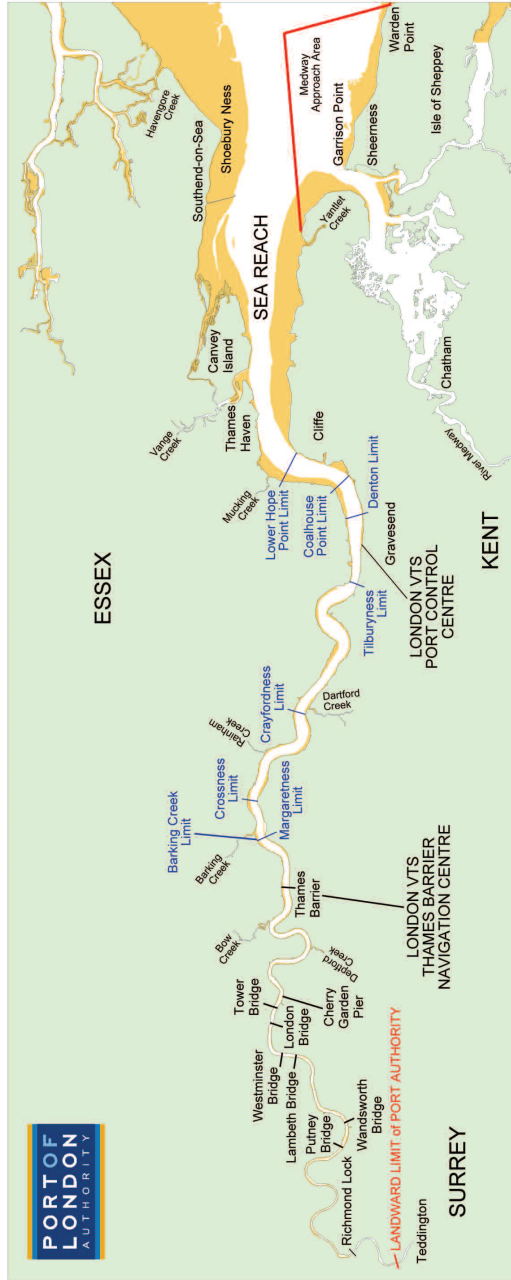 PORT OF
LONDON
AUTHORITY
ESSEX
Havengore
Creek
Southend-on-Sea
Shoebury Ness
Canvey
Island
Vange
Creek
Thames
Haven
Mucking
Creek
SEA REACH
Medway
Approach Area
Warden
Point
Garrison Point
Sheerness
Isle of Sheppey
Yantlet
Creek
Chatham
River Medway
Cliffe
Lower Hope
Point Limit
Coalhouse
Point Limit
Denton Limit
Gravesend
KENT
LONDON VTS
PORT CONTROL
CENTRE
Tilburyness
Limit
Crayfordness
Limit
Dartford
Creek
Rainham
Creek
Crossness
Limit
Margaretness
Limit
Barking Creek
Limit
Barking
Creek
Thames
Barrier
LONDON VTS
THAMES BARRIER
NAVIGATION CENTRE
Bow
Creek
Deptford
Creek
Tower
Bridge
London
Bridge
Cherry
Garden
Pier
Westminster
Bridge
Lambeth Bridge
Putney
Bridge
Wandsworth
Bridge
Richmond Lock
LANDWARD LIMIT of PORT AUTHORITY
Teddington
SURREY